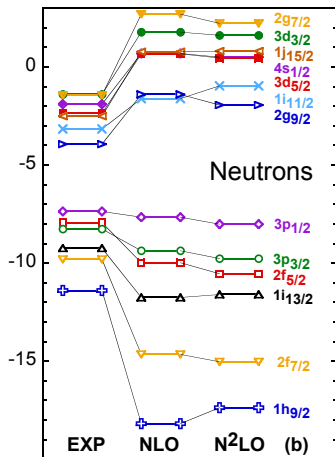 2g7/2
3d3/2
0
1j15/2
4s1/2
3d5/2
1i11/2
2g9/2
-5
Neutrons
3p1/2
-10
3p3/2
2f5/2
1i13/2
-15
2f7/2
1h9/2
EXP NLO N²LO (b)